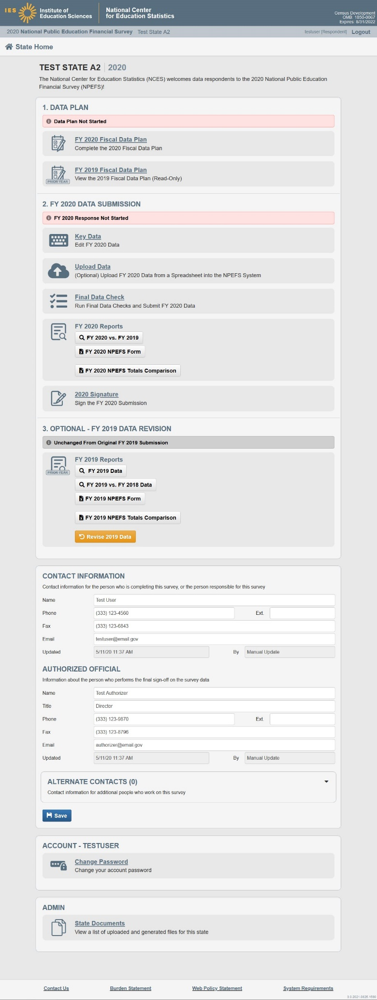 IES Institute of
Education Sciences
National Center
for Education Statistics
Census Development
OMB: 1850-0067
Expires: 8/31/2022
2020 National Public Education Financial Survey Test State A2 testuser [Respondent] Logout
State Home
TEST STATE A2 | 2020
The National Center for Education Statistics (NCES) welcomes data respondents to the 2020 National Public Education
Financial Survey (NPEFS)!
1. DATA PLAN
Data Plan Not Started
FY 2020 Fiscal Data Plan
Complete the 2020 Fiscal Data Plan
FY 2019 Fiscal Data Plan
View the 2019 Fiscal Data Plan (Read-Only)
PRIOR YEAR
2. FY 2020 DATA SUBMISSION
FY 2020 Response Not Started
Key Data
Edit FY 2020 Data
Upload Data
(Optional) Upload FY 2020 Data from a Spreadsheet into the NPEFS System
Final Data Check
Run Final Data Checks and Submit FY 2020 Data
FY 2020 Reports
FY 2020 vs. FY 2019
FY 2020 NPEFS Form
FY 2020 NPEFS Totals Comparison
2020 Signature
Sign the FY 2020 Submission
3. OPTIONAL - FY 2019 DATA REVISION
Unchanged From Original FY 2019 Submission
FY 2019 Reports
PRIOR YEAR
FY 2019 Data
FY 2019 vs. FY 2018 Data
FY 2019 NPEFS Form
FY 2019 NPEFS Totals Comparison
Revise 2019 Data
CONTACT INFORMATION
Contact information for the person who is completing this survey, or the person responsible for this survey
Name Test User
Phone (333) 123-4560 Ext.
Fax (333) 123-6843
Email testuser@email.gov
Updated 5/11/20 11:37 AM By Manual Update
AUTHORIZED OFFICIAL
Information about the person who performs the final sign-off on the survey data
Name Test Authorizer
Title Director
Phone (333) 123-9870 Ext.
Fax (333) 123-8796
Email authorizer@email.gov
Updated 5/11/20 11:37 AM By Manual Update
ALTERNATE CONTACTS (0)
Contact information for additional people who work on this survey
Save
ACCOUNT - TESTUSER
Change Password
Change your account password
ADMIN
State Documents
View a list of uploaded and generated files for this state
Contact Us Burden Statement Web Policy Statement System Requirements
3.0.2021.0825.1630